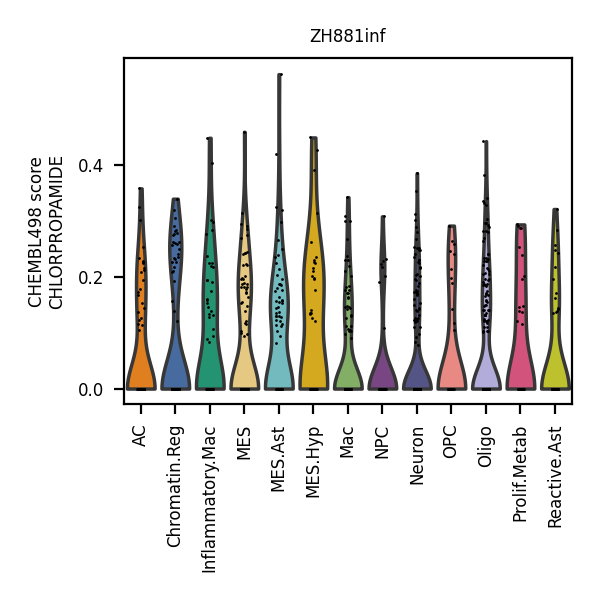 ZH881inf
CHEMBL498 score
CHLORPROPAMIDE
0.4
0.2
0.0
AC
Chromatin.Reg
Inflammatory.Mac
MES
MES.Ast
MES.Hyp
Mac
NPC
Neuron
OPC
Oligo
Prolif.Metab
Reactive.Ast